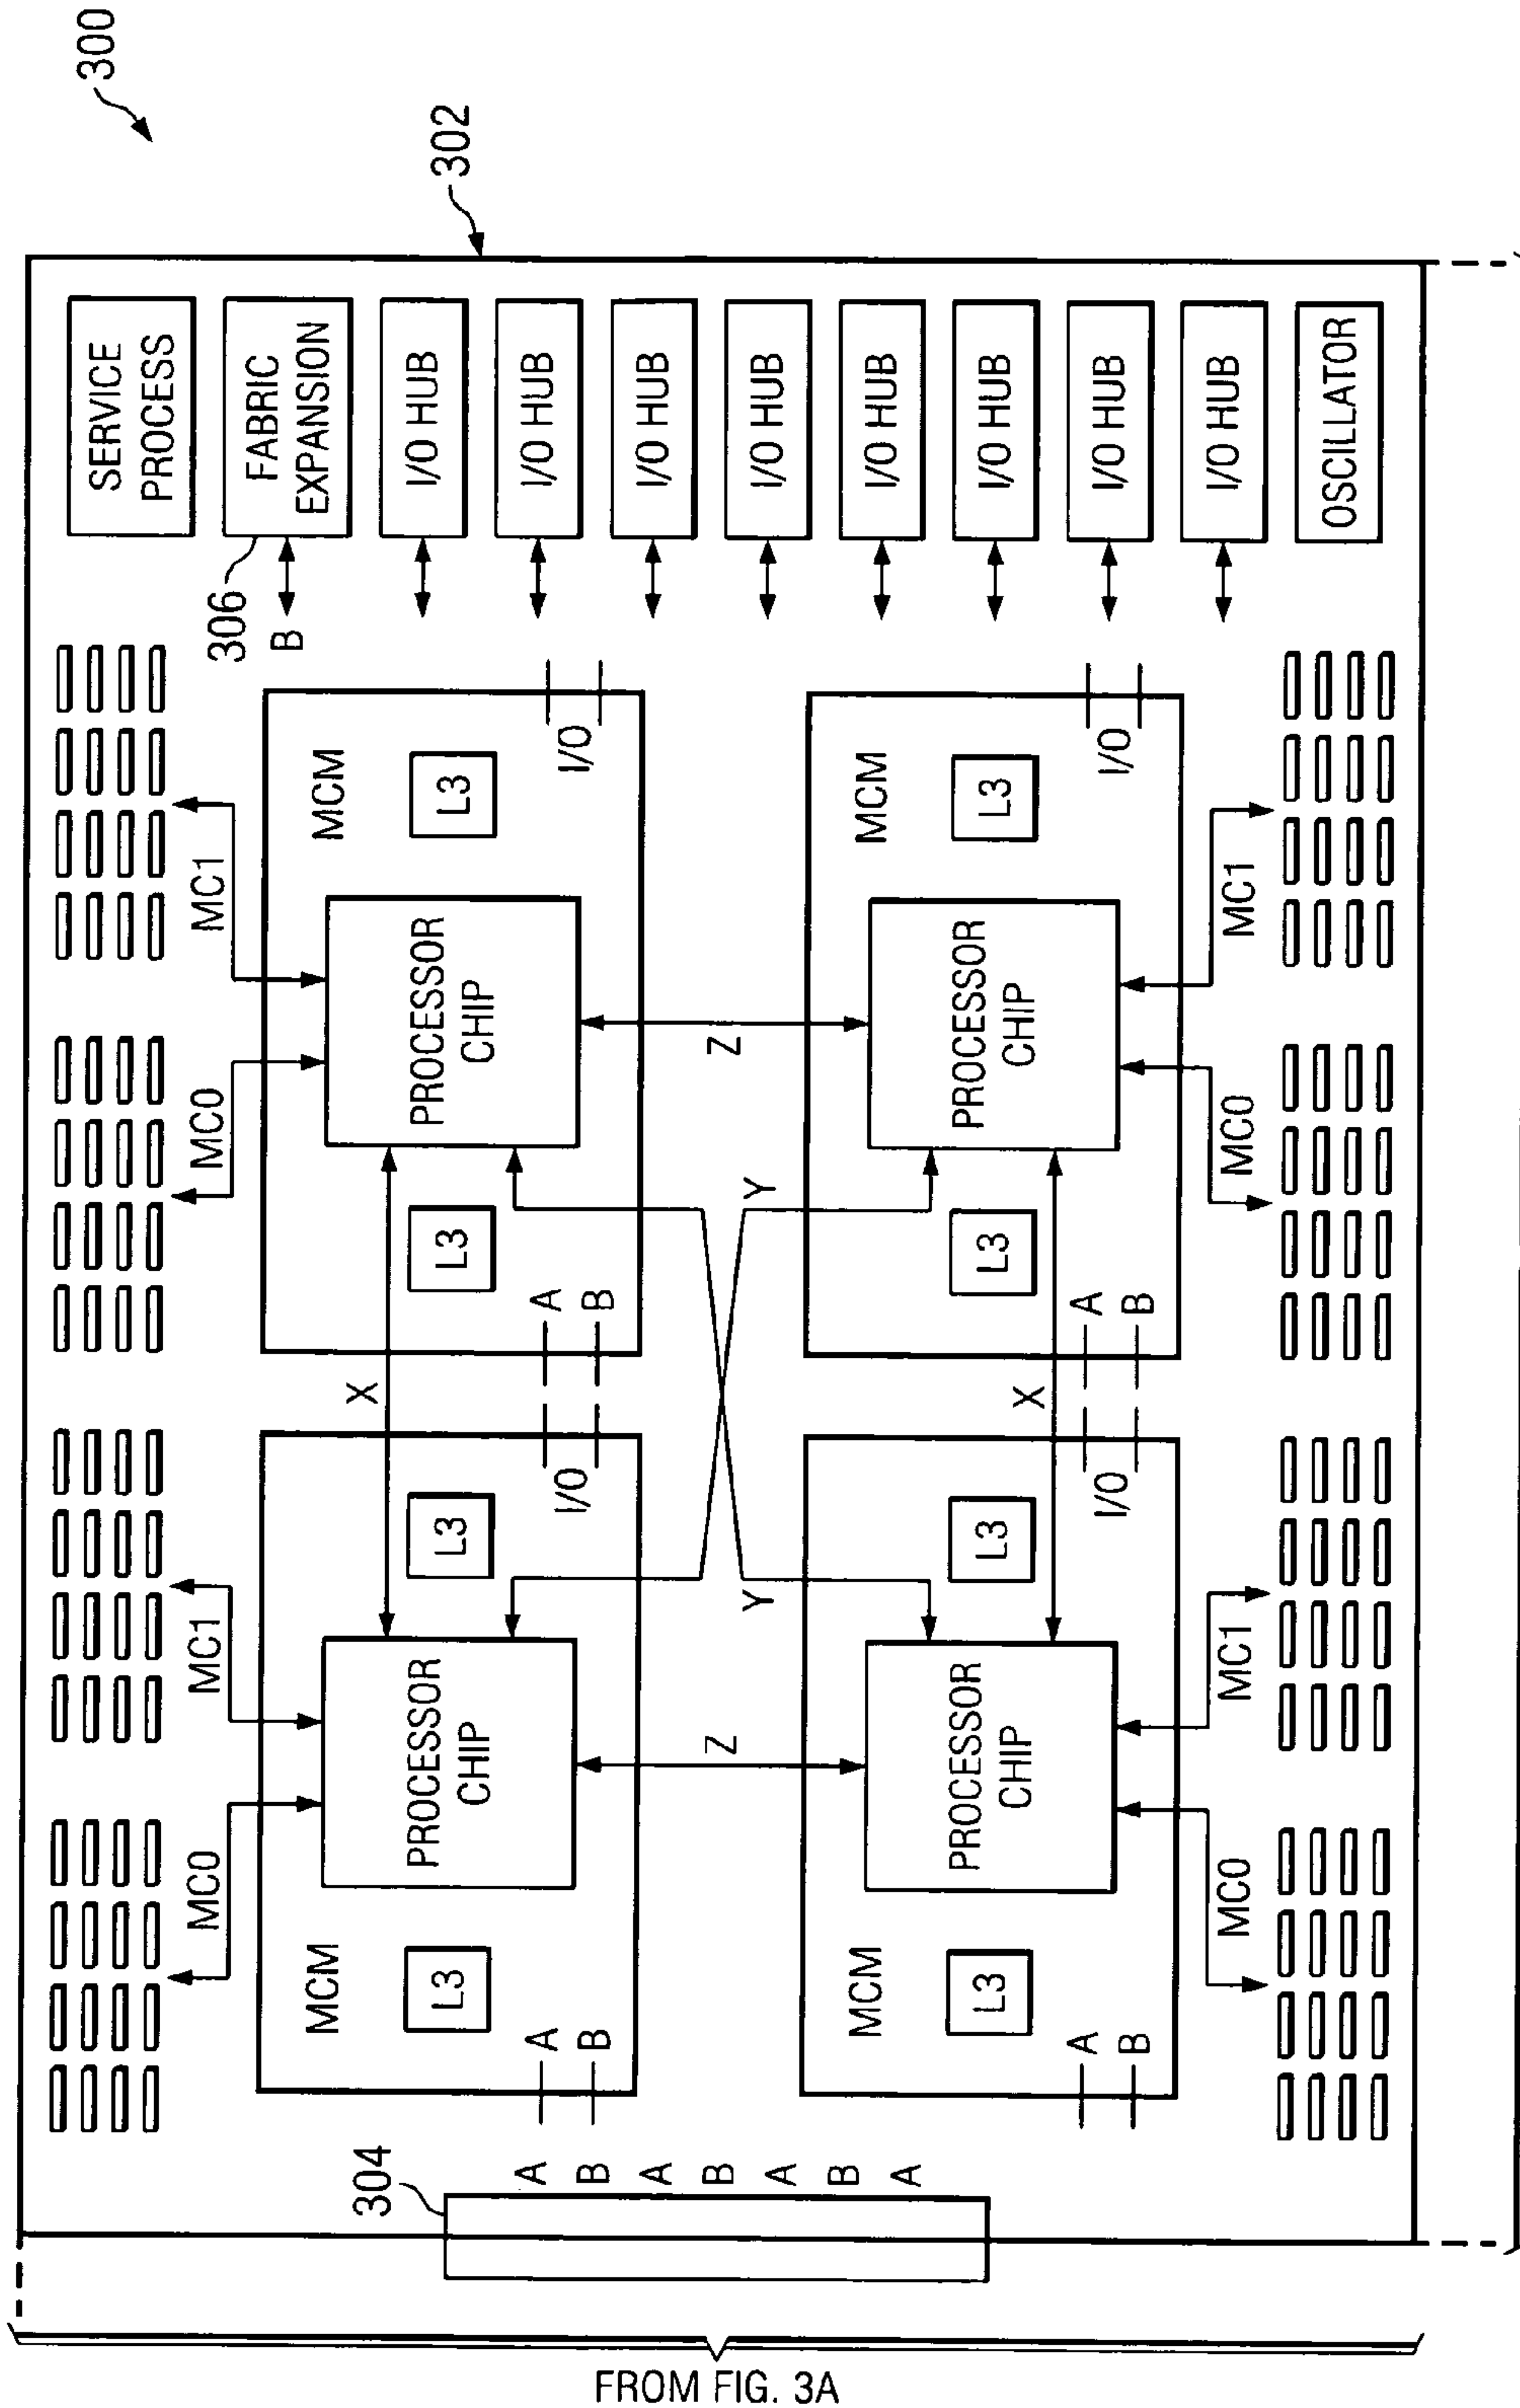 300
302
304
306
SERVICE
PROCESS
FABRIC
EXPANSION
B
I/O HUB
I/O HUB
I/O HUB
I/O HUB
I/O HUB
I/O HUB
I/O HUB
I/O HUB
OSCILLATOR
MC0
MC1
MC0
MC1
MCM
L3
PROCESSOR
CHIP
L3
A
B
I/O
X
MCM
L3
PROCESSOR
CHIP
L3
A
B
I/O
Z
Y
Y
Z
MCM
L3
PROCESSOR
CHIP
L3
A
B
I/O
X
MCM
L3
PROCESSOR
CHIP
L3
A
B
I/O
MC0
MC1
MC0
MC1
A
B
A
B
A
B
A
FROM FIG. 3A